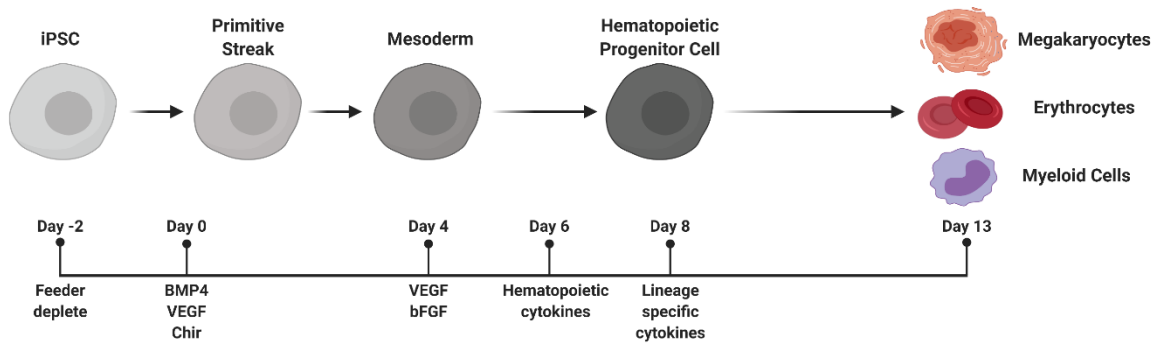 iPSC
Primitive
Streak
Mesoderm
Hematopoietic
Progenitor Cell
Megakaryocytes
Erythrocytes
Myeloid Cells
Day -2
Day 0
Day 4
Day 6
Day 8
Day 13
Feeder
deplete
BMP4
VEGF
Chir
VEGF
bFGF
Hematopoietic
cytokines
Lineage
specific
cytokines